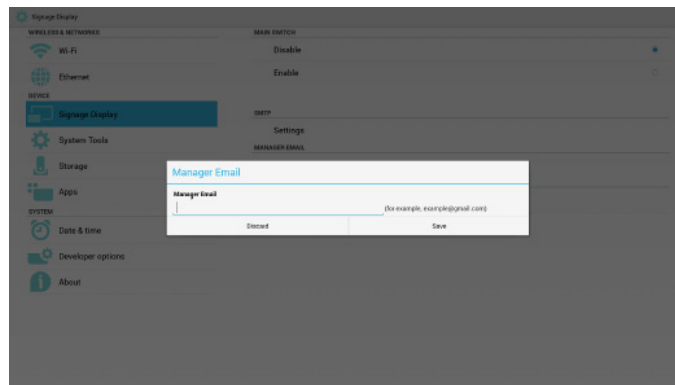 Signage Display
WIRELESS & NETWORKS
Wi-Fi
Ethernet
DEVICE
Signage Display
System Tools
Storage
Apps
SYSTEM
Date & time
Developer options
About
MAIN SWITCH
Disable
Enable
SMTP
Settings
MANAGER EMAIL
Manager Email
Manager Email
(for example, example@gmail.com)
Discard Save